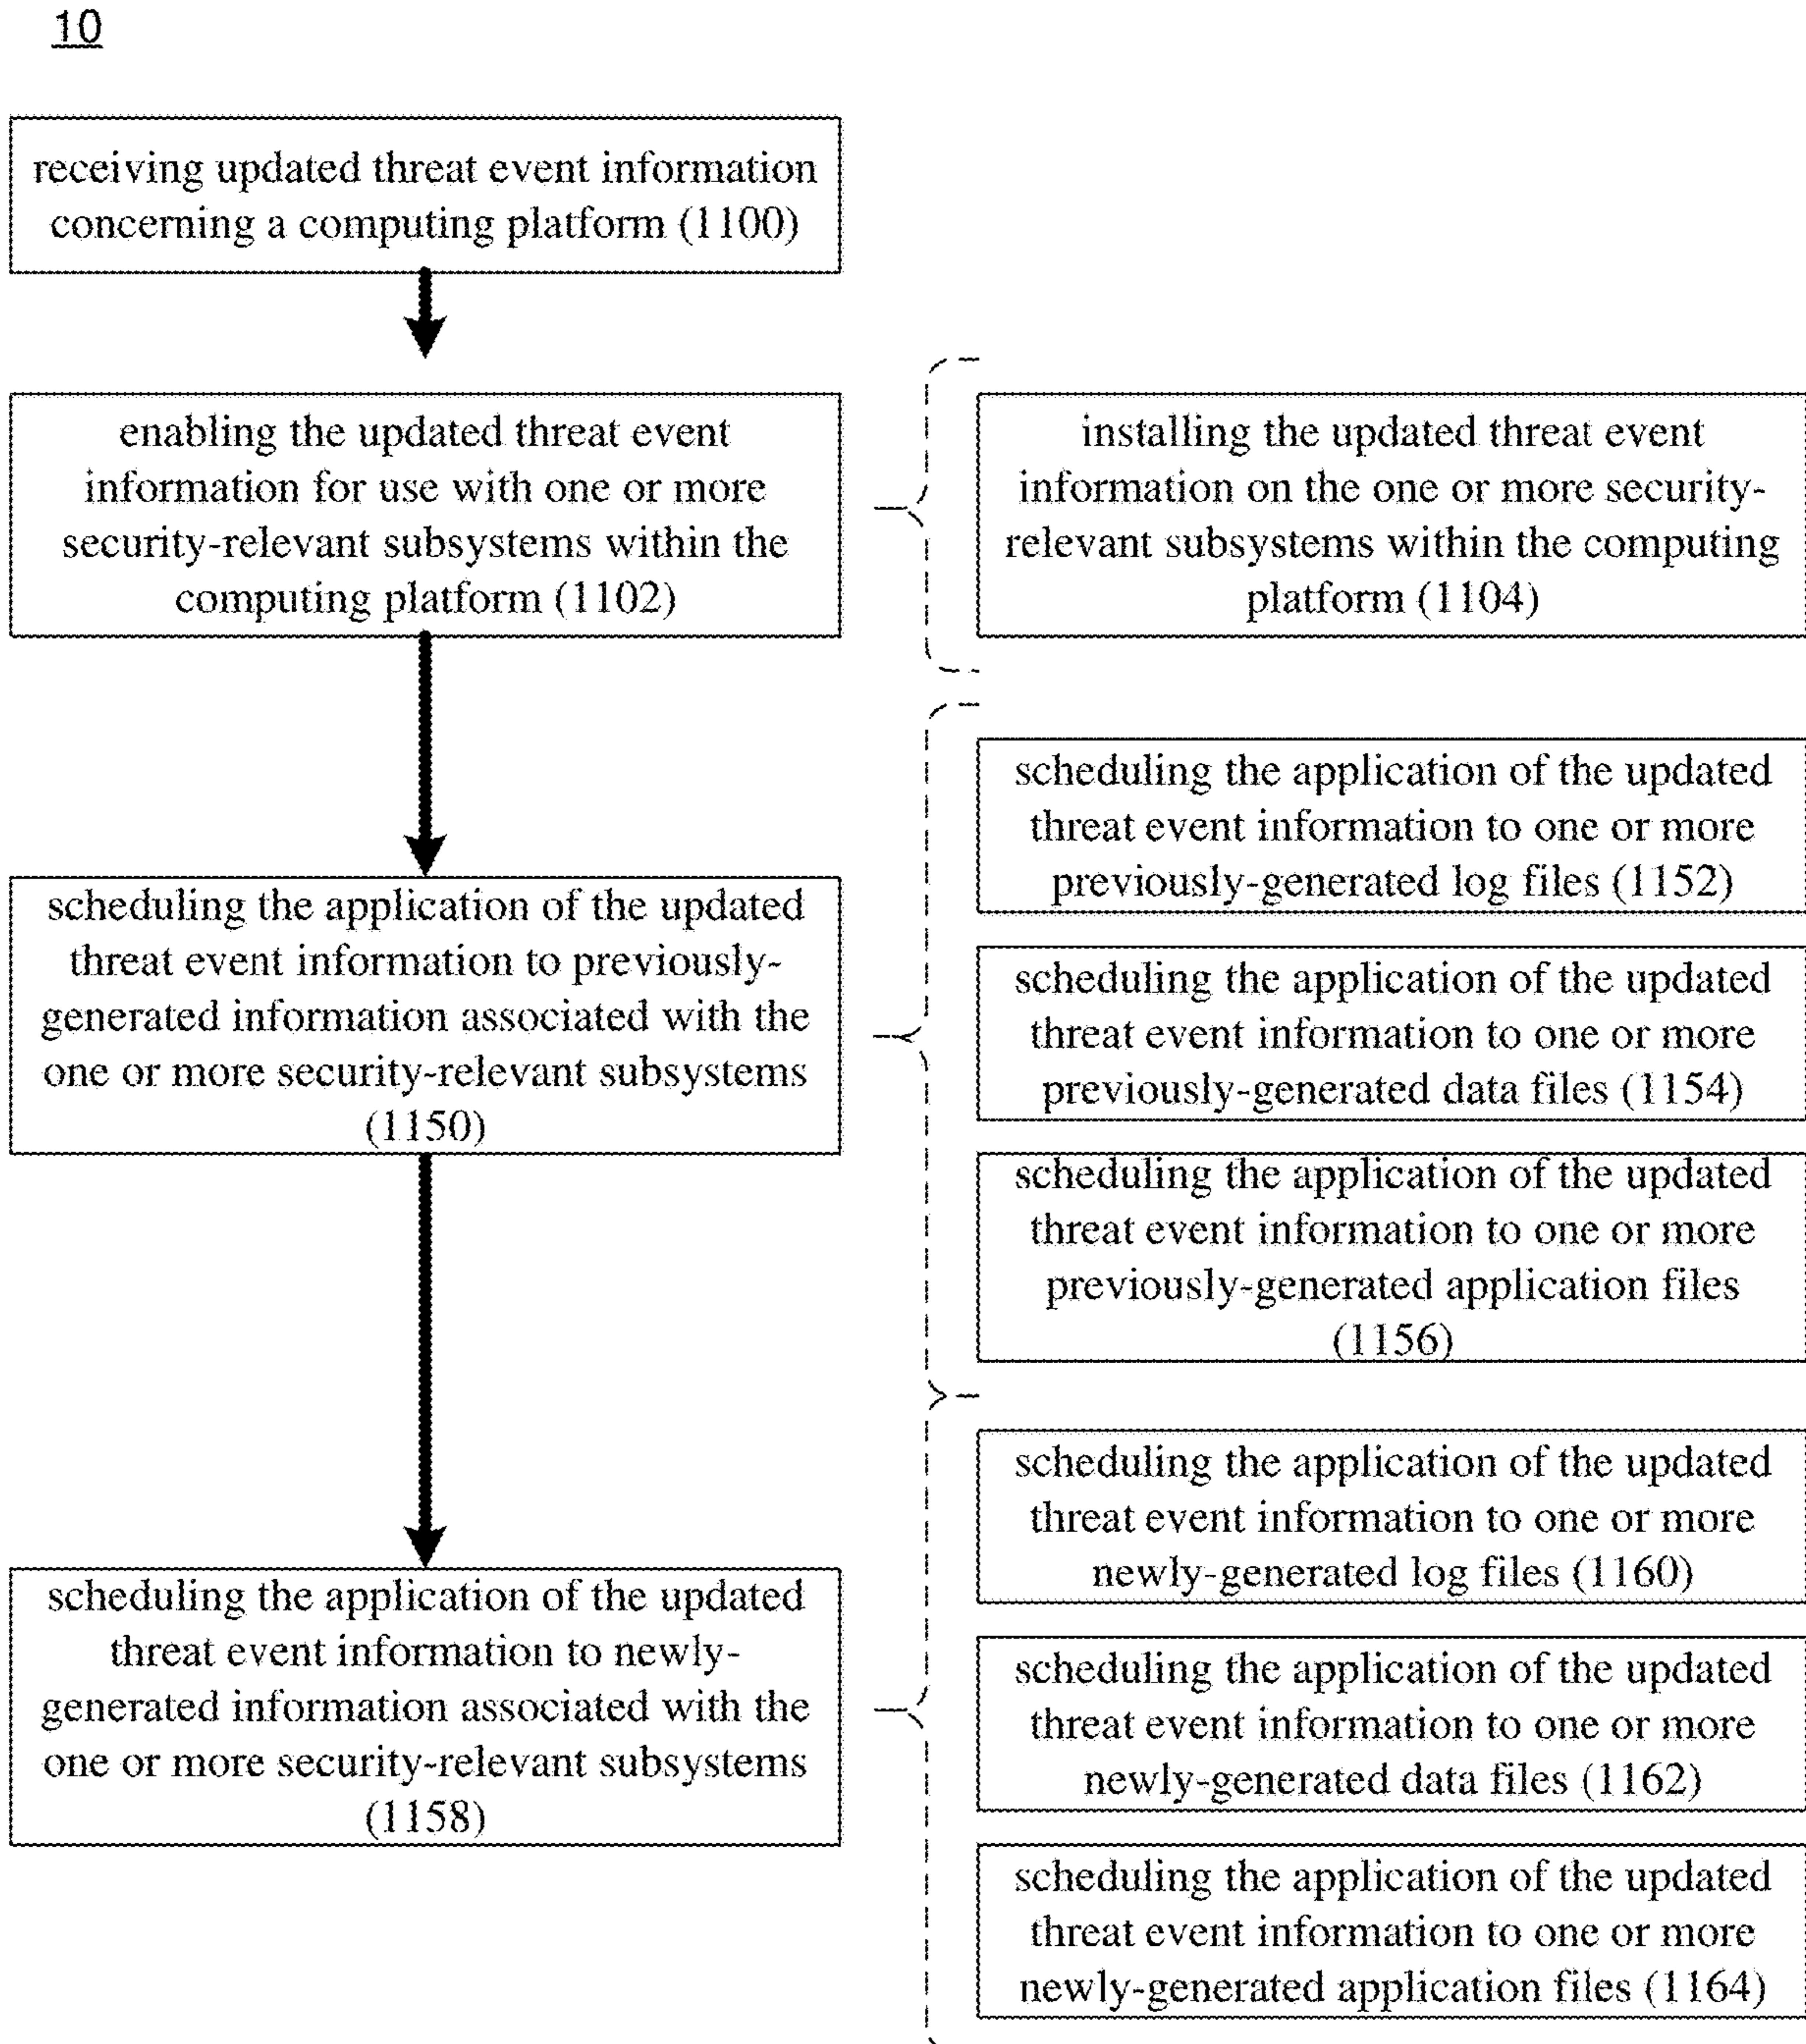 10
receiving updated threat event information
concerning a computing platform (1100)
enabling the updated threat event
information for use with one or more
security-relevant subsystems within the
computing platform (1102)
installing the updated threat event
information on the one or more security-
relevant subsystems within the computing
platform (1104)
scheduling the application of the updated
threat event information to previously-
generated information associated with the
one or more security-relevant subsystems
(1150)
scheduling the application of the updated
threat event information to one or more
previously-generated log files (1152)
scheduling the application of the updated
threat event information to one or more
previously-generated data files (1154)
scheduling the application of the updated
threat event information to one or more
previously-generated application files
(1156)
scheduling the application of the updated
threat event information to newly-
generated information associated with the
one or more security-relevant subsystems
(1158)
scheduling the application of the updated
threat event information to one or more
newly-generated log files (1160)
scheduling the application of the updated
threat event information to one or more
newly-generated data files (1162)
scheduling the application of the updated
threat event information to one or more
newly-generated application files (1164)